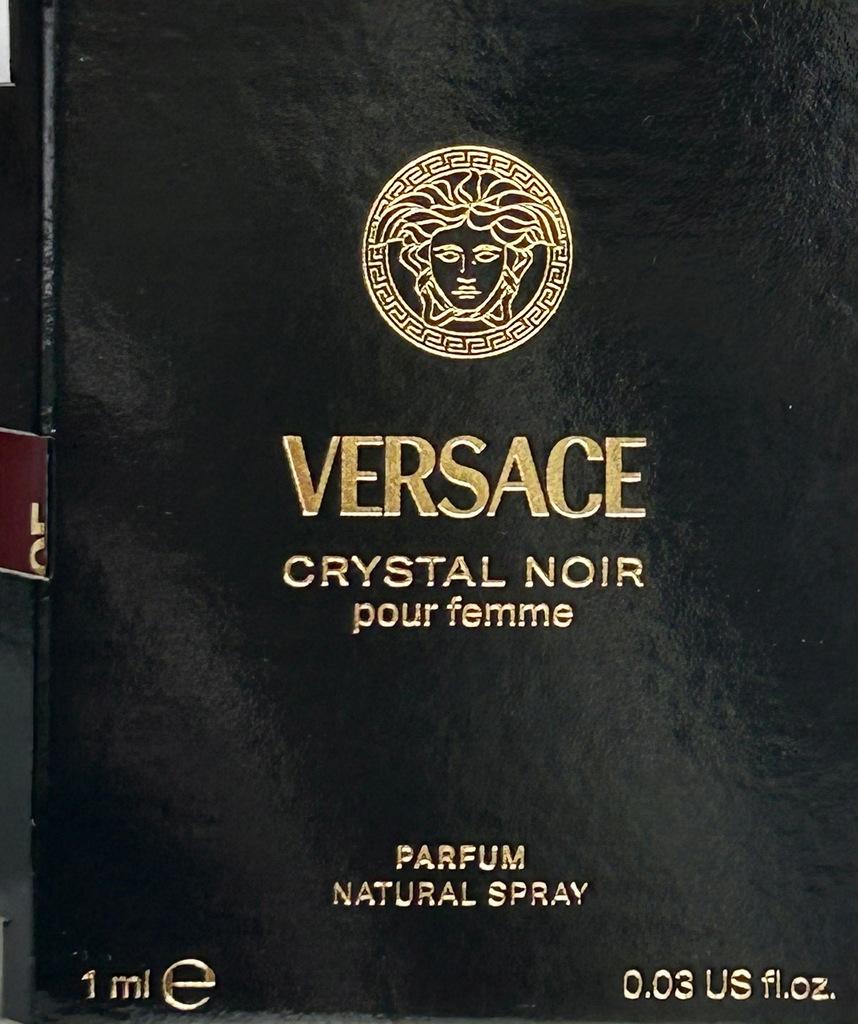 VERSACE
CRYSTAL NOIR
pour femme
PARFUM
NATURAL SPRAY
1 ml ℮
0.03 US fl.oz.